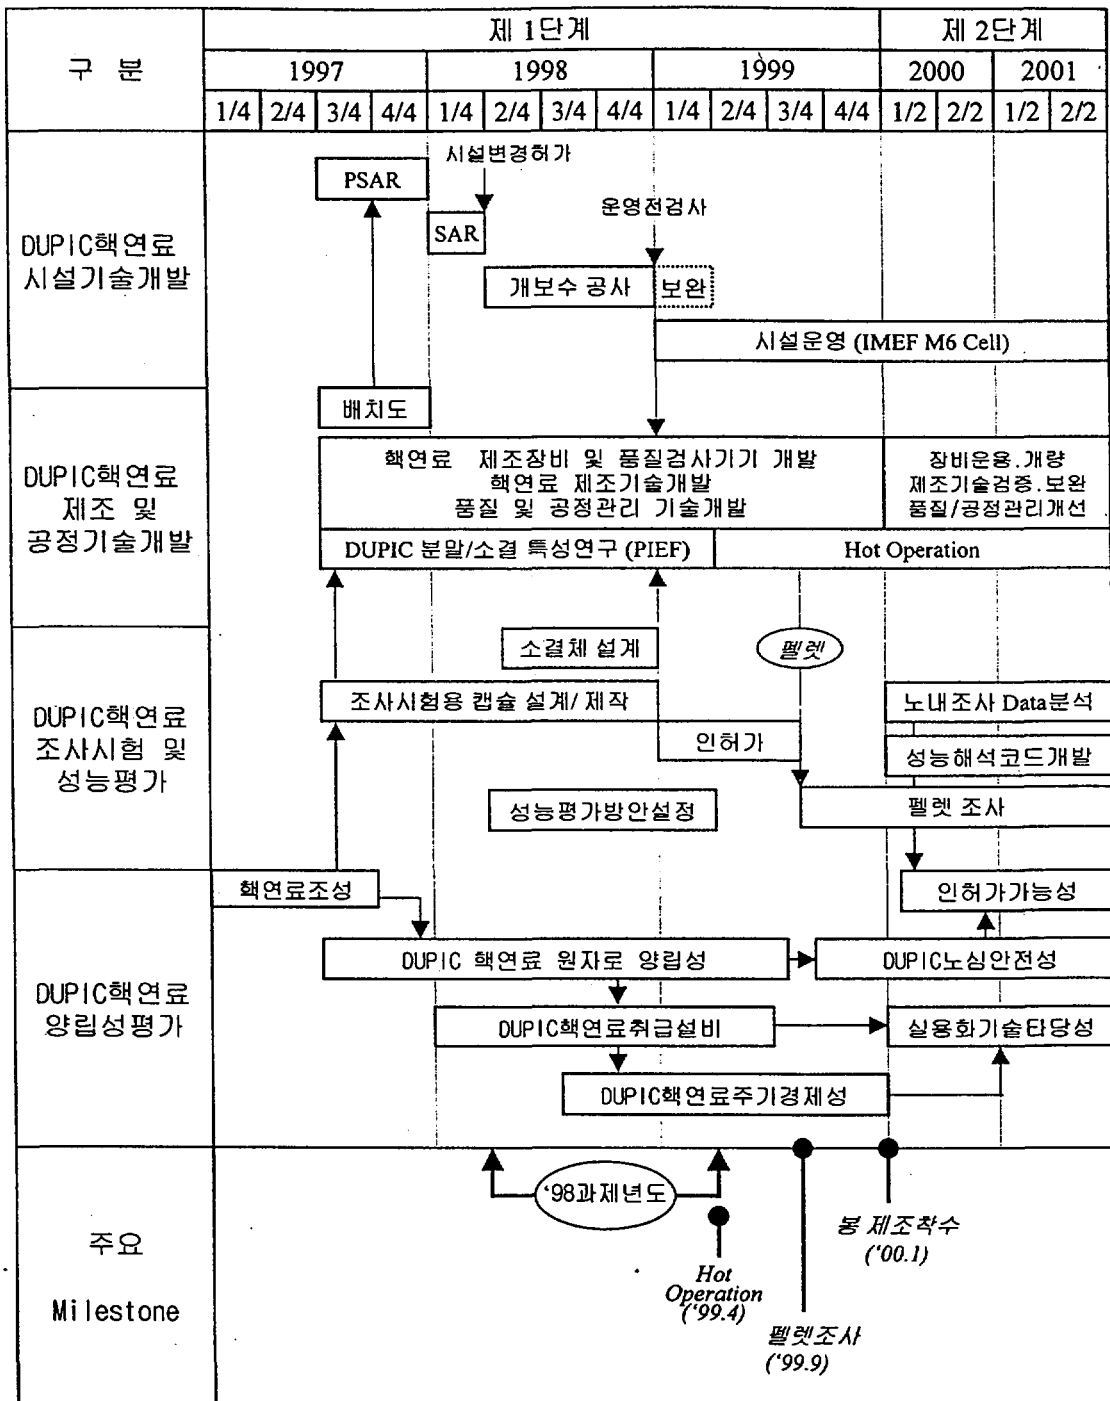 구 분
제 1단계
제 2단계
1997
1998
1999
2000
2001
1/4 2/4 3/4 4/4 1/4 2/4 3/4 4/4 1/4 2/4 3/4 4/4 1/2 2/2 1/2 2/2
DUPIC핵연료
시설기술개발
시설변경허가
PSAR
운영전검사
SAR
개보수 공사
보완
시설운영 (IMEF M6 Cell)
DUPIC핵연료
제조 및
공정기술개발
배치도
핵연료 제조장비 및 품질검사기기 개발
핵연료 제조기술개발
품질 및 공정관리 기술개발
장비운용.개량
제조기술검증.보완
품질/공정관리개선
DUPIC 분말/소결 특성연구 (PIEF)
Hot Operation
DUPIC핵연료
조사시험 및
성능평가
소결체 설계
펠렛
조사시험용 캡슐 설계/ 제작
노내조사 Data분석
인허가
성능해석코드개발
성능평가방안설정
펠렛 조사
DUPIC핵연료
양립성평가
핵연료조성
인허가가능성
DUPIC 핵연료 원자로 양립성
DUPIC노심안전성
DUPIC핵연료취급설비
실용화기술타당성
DUPIC핵연료주기경제성
주요
Milestone
‘98과제년도
Hot
Operation
(‘99.4)
펠렛조사
(‘99.9)
봉 제조착수
(‘00.1)